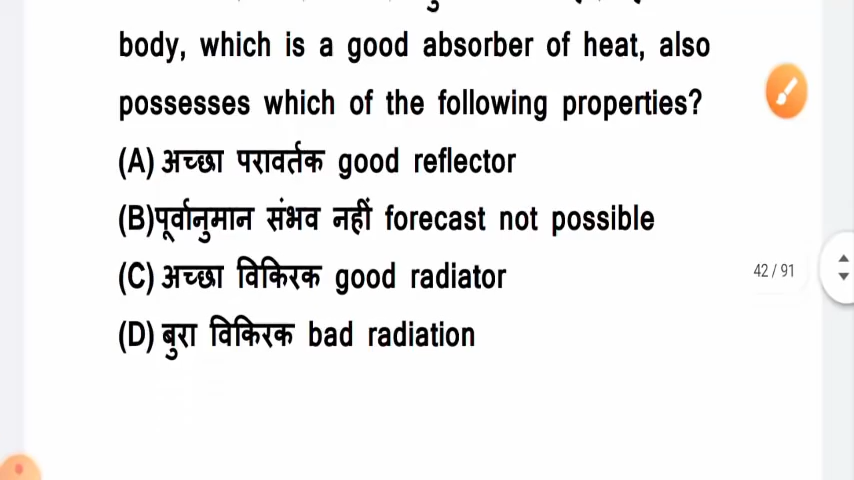 body, which is a good absorber of heat, also
possesses which of the following properties?
(A) अच्छा परावर्तक good reflector
(B)पूर्वानुमान संभव नहीं forecast not possible
(C) अच्छा विकिरक good radiator
42 / 91
(D) बुरा विकिरक bad radiation